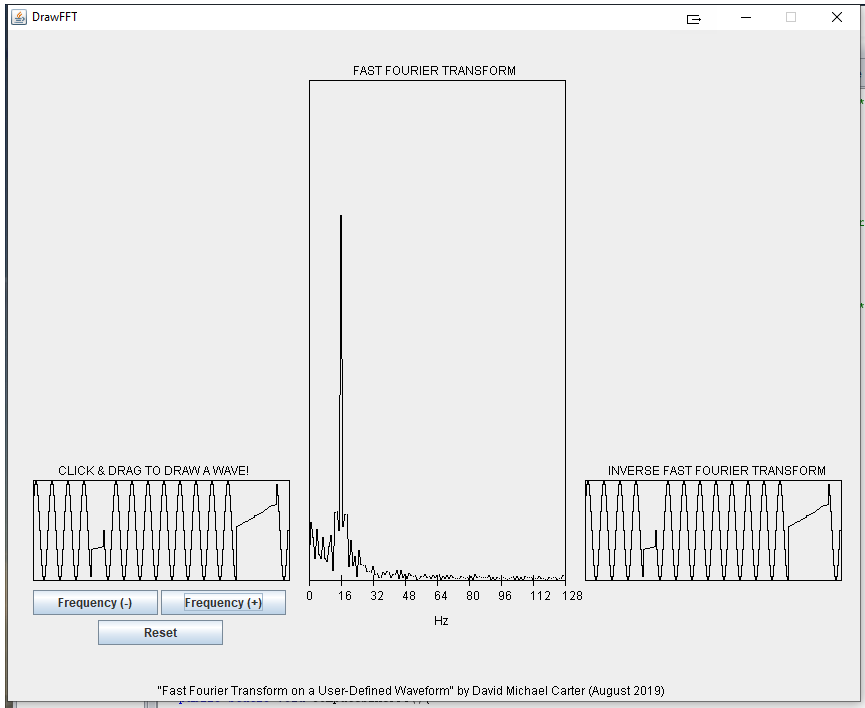 DrawFFT
FAST FOURIER TRANSFORM
CLICK & DRAG TO DRAW A WAVE!
INVERSE FAST FOURIER TRANSFORM
0 16 32 48 64 80 96 112 128
Hz
Frequency (-) Frequency (+)
Reset
"Fast Fourier Transform on a User-Defined Waveform" by David Michael Carter (August 2019)